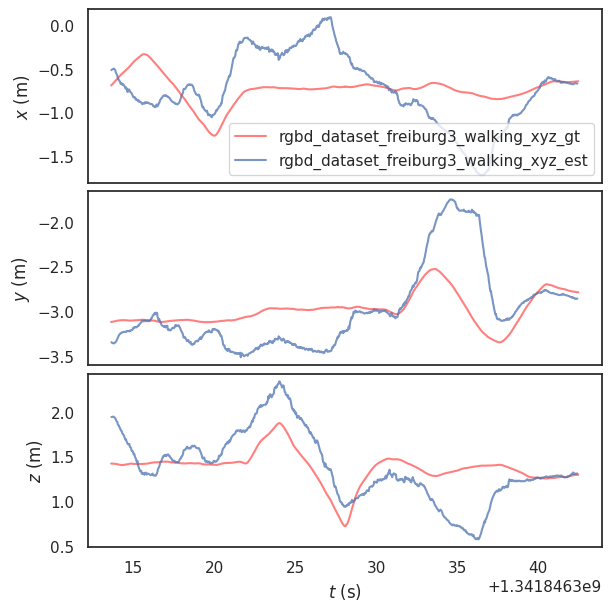 0.0
−0.5
−1.0
−1.5
x (m)
rgbd_dataset_freiburg3_walking_xyz_gt
rgbd_dataset_freiburg3_walking_xyz_est
−2.0
−2.5
−3.0
−3.5
y (m)
2.0
1.5
1.0
0.5
z (m)
15 20 25 30 35 40
+1.3418463e9
t (s)